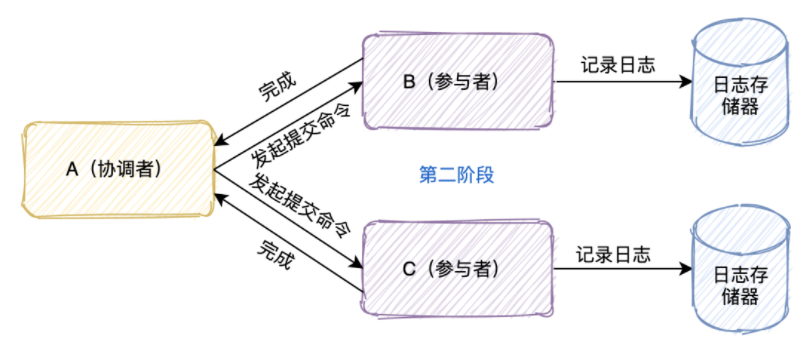 B（参与者）
记录日志
日志存
储器
完成
发起提交命令
A（协调者）
第二阶段
发起提交命令
完成
C（参与者）
记录日志
日志存
储器